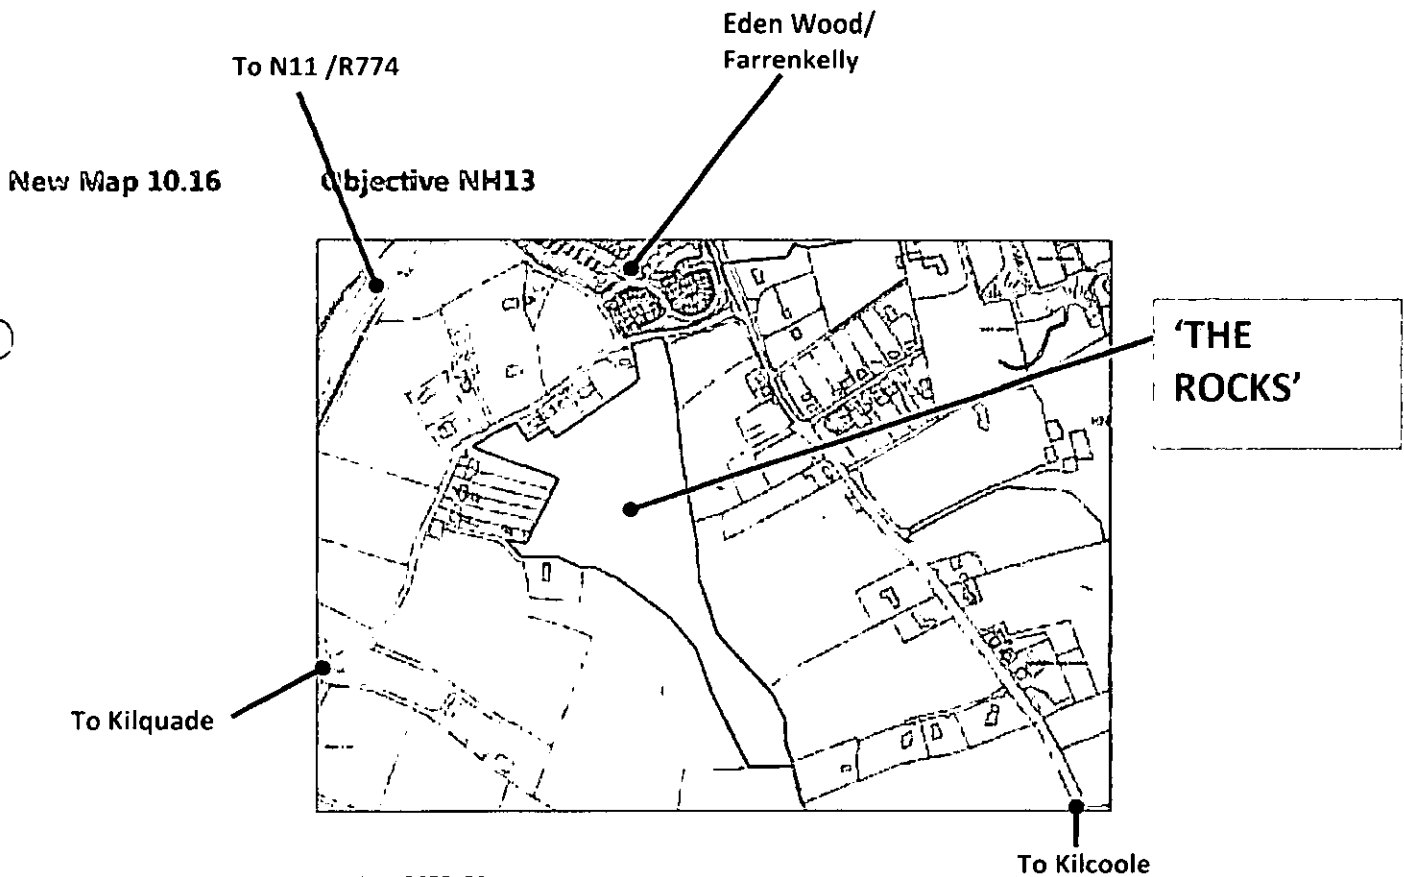 Eden Wood/
Farrenkelly
To N11 /R774
New Map 10.16 Objective NH13
‘THE
ROCKS’
To Kilquade
To Kilcoole